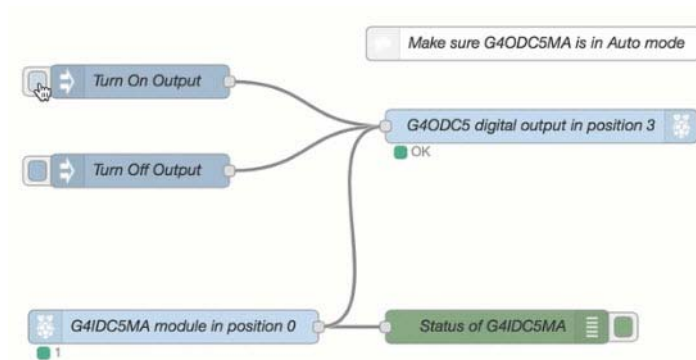 Make sure G4ODC5MA is in Auto mode
Turn On Output
G4ODC5 digital output in position 3
OK
Turn Off Output
G4IDC5MA module in position 0
Status of G4IDC5MA
1